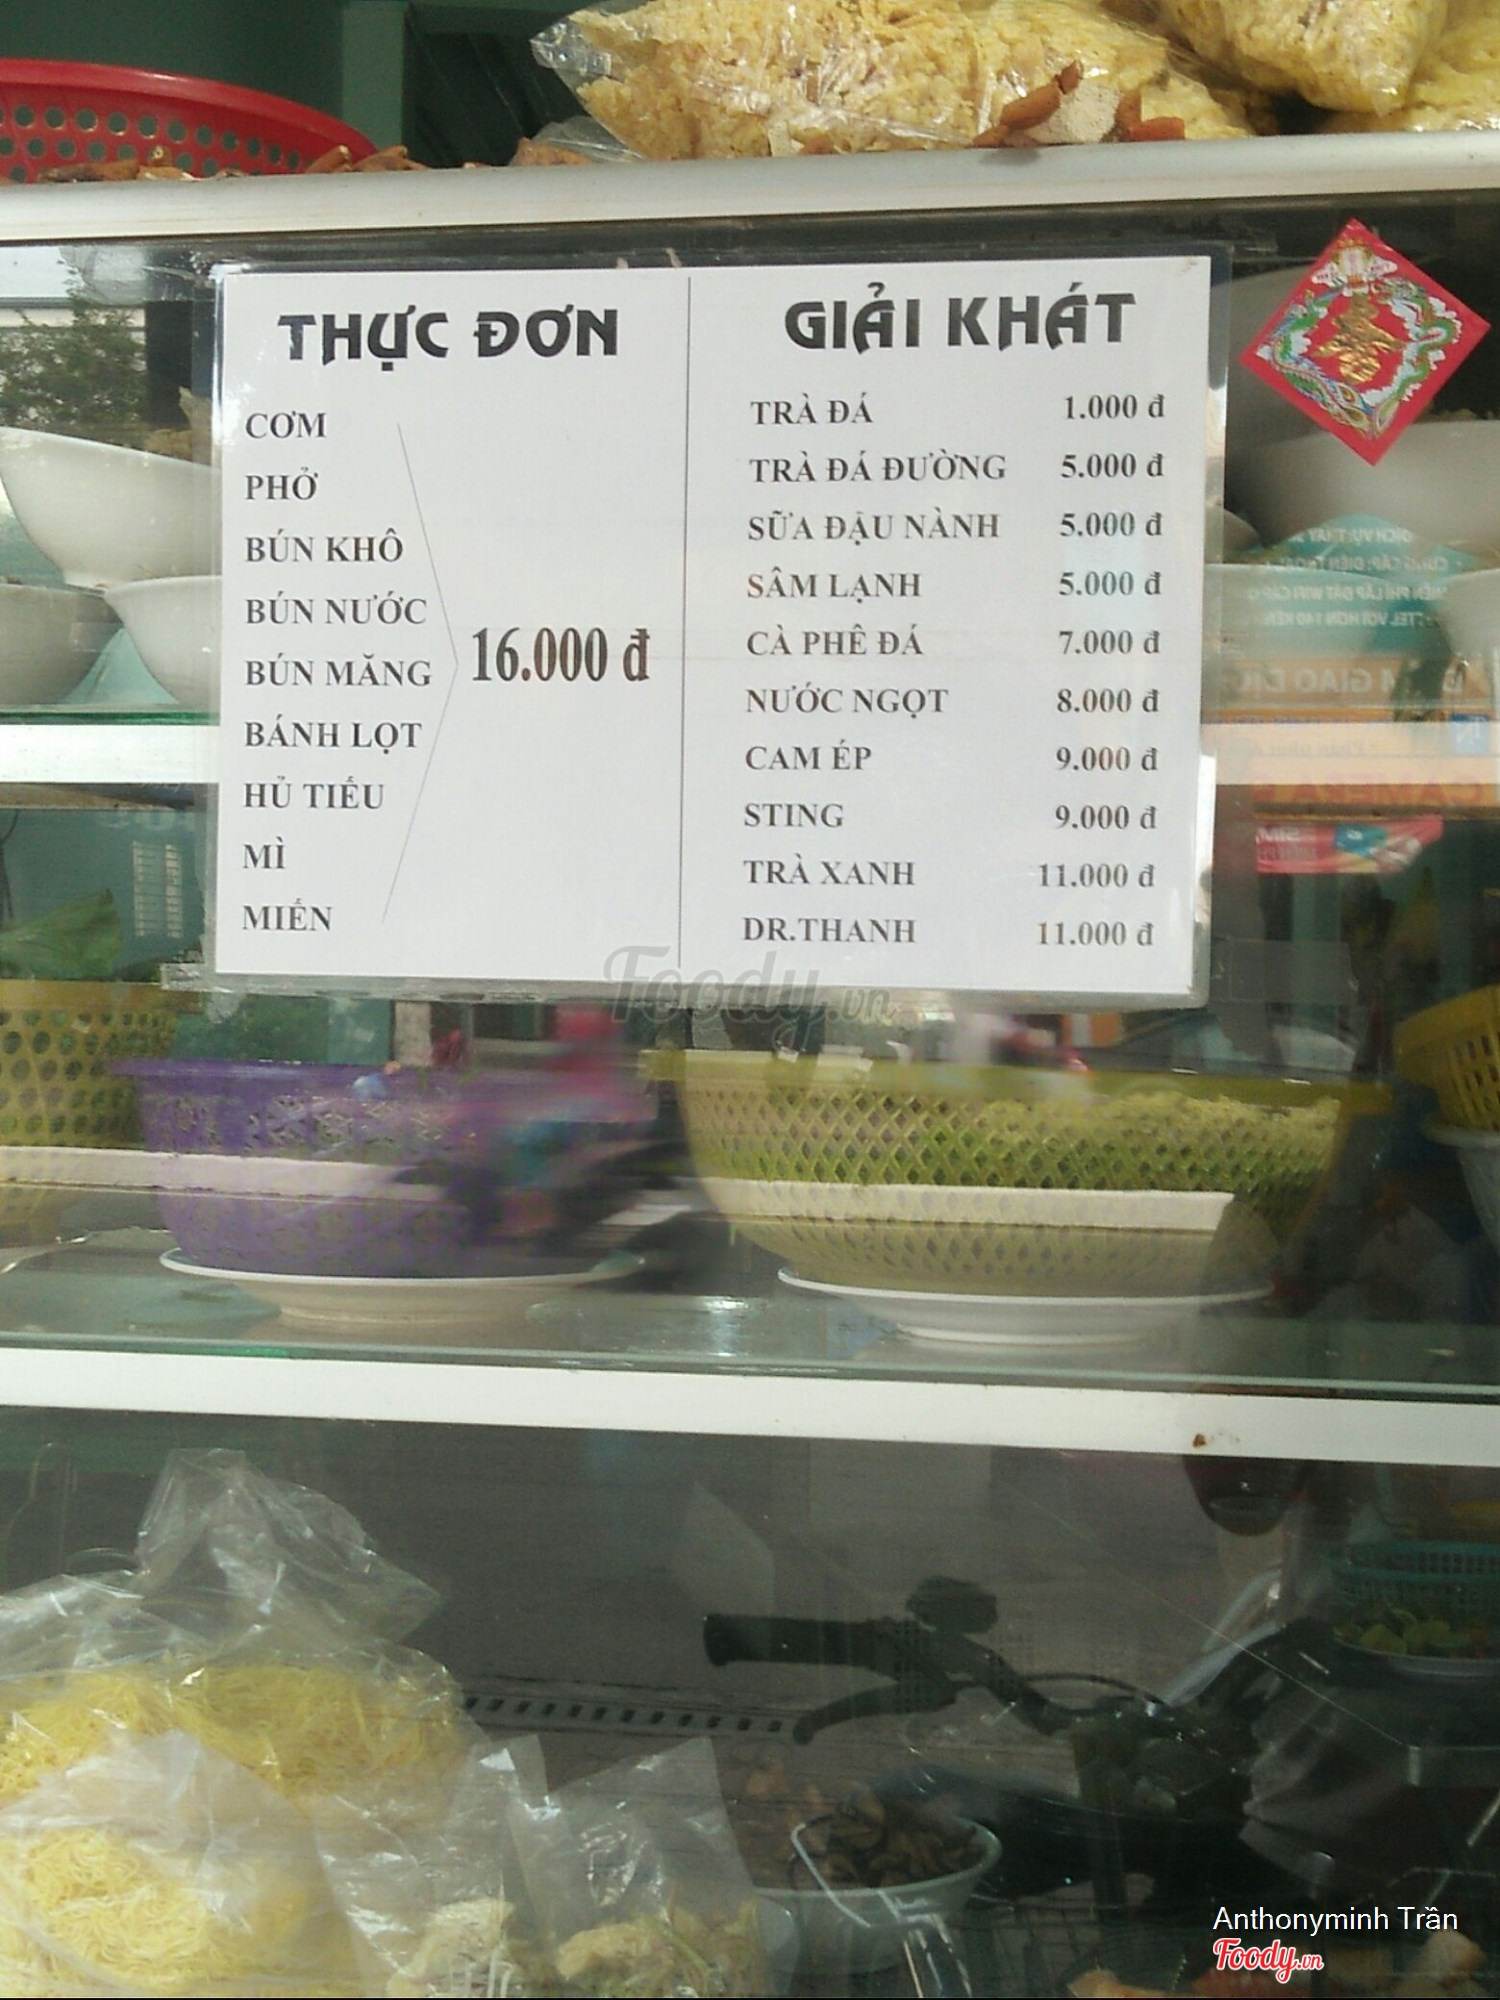 THỰC ĐƠN
CƠM
PHỞ
BÚN KHÔ
BÚN NƯỚC
BÚN MĂNG
BÁNH LỌT
HỦ TIẾU
MÌ
MIẾN
16.000 đ
GIẢI KHÁT
TRÀ ĐÁ 1.000 đ
TRÀ ĐÁ ĐƯỜNG 5.000 đ
SỮA ĐẬU NÀNH 5.000 đ
SÂM LẠNH 5.000 đ
CÀ PHÊ ĐÁ 7.000 đ
NƯỚC NGỌT 8.000 đ
CAM ÉP 9.000 đ
STING 9.000 đ
TRÀ XANH 11.000 đ
DR.THANH 11.000 đ
Foody.vn
Anthonyminh Trần
Foody.vn